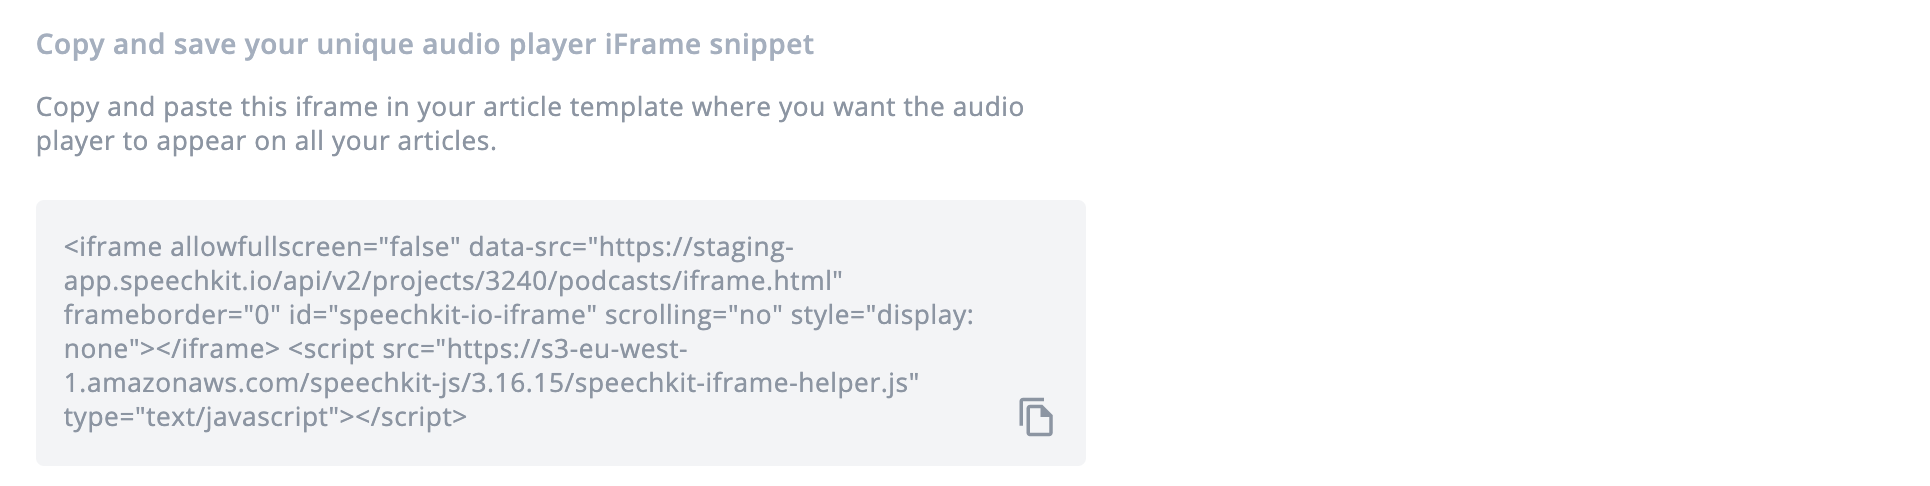 Copy and save your unique audio player iFrame snippet
Copy and paste this iframe in your article template where you want the audio
player to appear on all your articles.
<iframe allowfullscreen="false" data-src="https://staging-
app.speechkit.io/api/v2/projects/3240/podcasts/iframe.html"
frameborder="0" id="speechkit-io-iframe" scrolling="no" style="display:
none"></iframe> <script src="https://s3-eu-west-
1.amazonaws.com/speechkit-js/3.16.15/speechkit-iframe-helper.js"
type="text/javascript"></script>